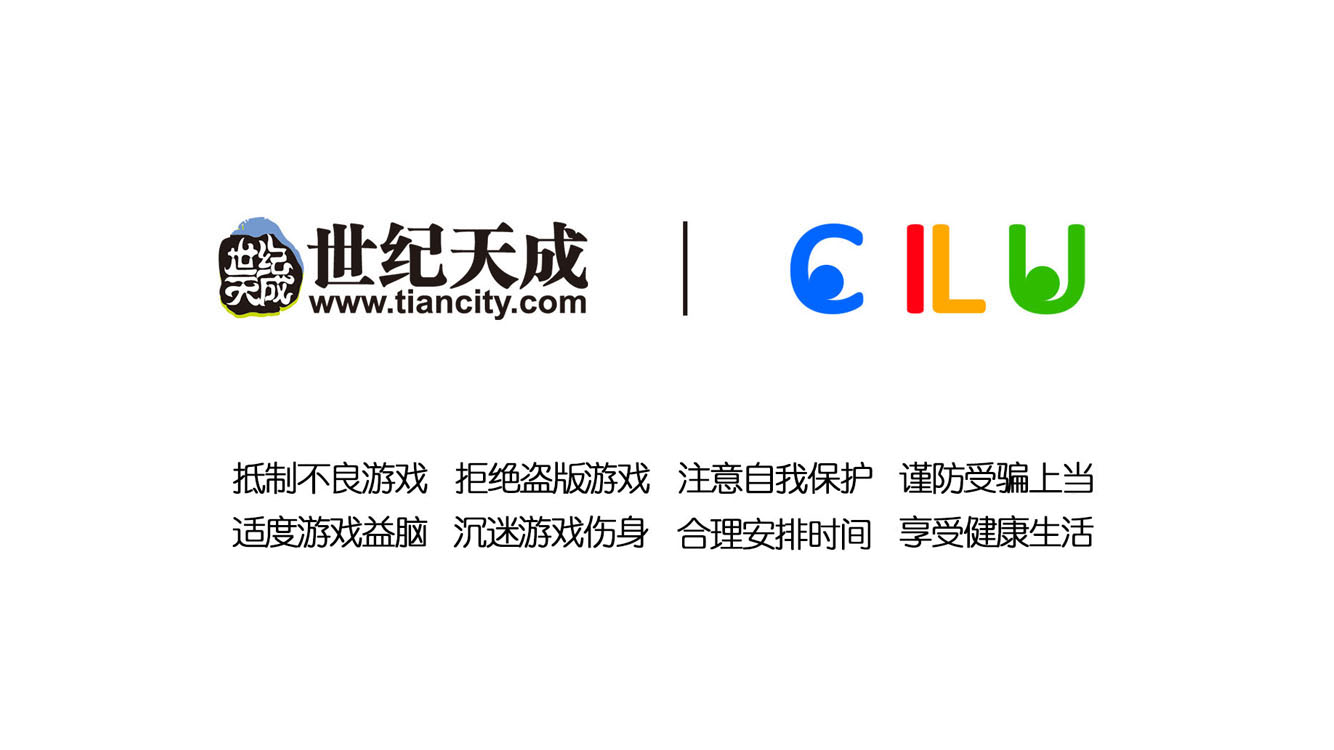 世纪天成
世纪天成
www.tiancity.com
CILU
抵制不良游戏 拒绝盗版游戏 注意自我保护 谨防受骗上当
适度游戏益脑 沉迷游戏伤身 合理安排时间 享受健康生活